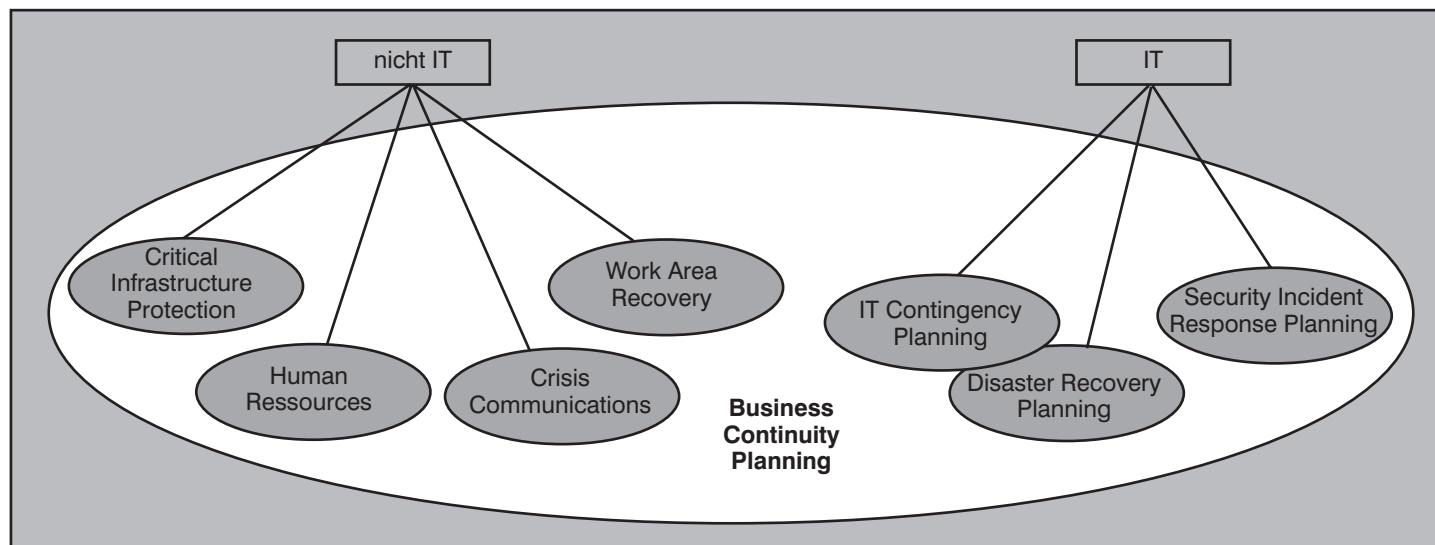 nicht IT
IT
Critical
Infrastructure
Protection
Human
Ressources
Crisis
Communications
Work Area
Recovery
Business
Continuity
Planning
IT Contingency
Planning
Disaster Recovery
Planning
Security Incident
Response Planning